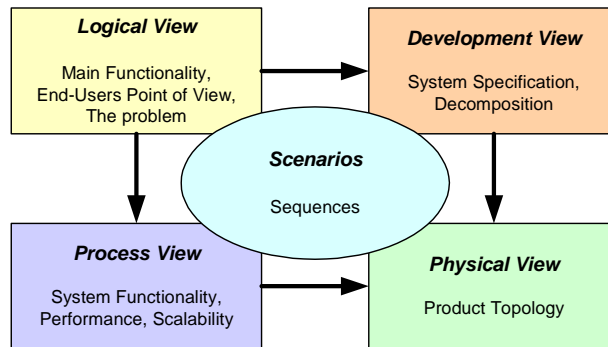 Logical View
Main Functionality,
End-Users Point of View,
The problem
Development View
System Specification,
Decomposition
Scenarios
Sequences
Process View
System Functionality,
Performance, Scalability
Physical View
Product Topology